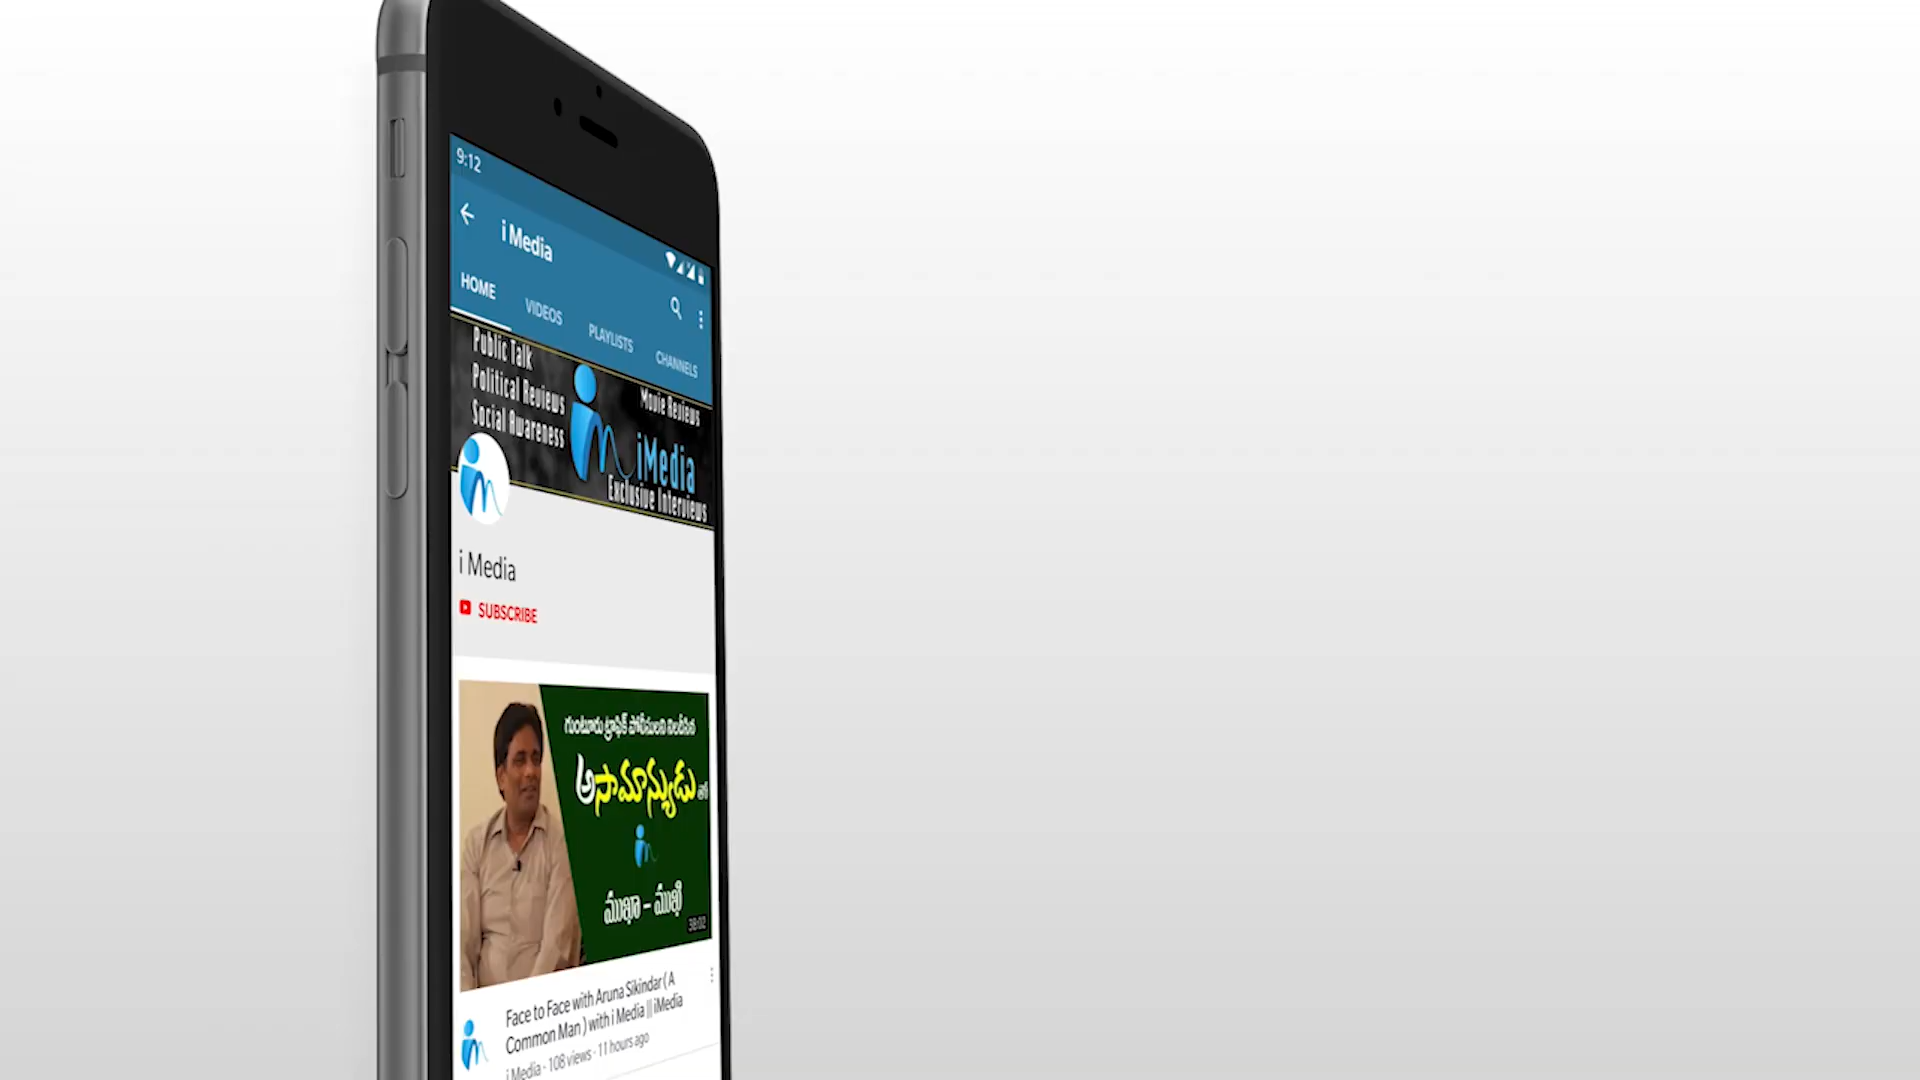 9:12
i Media
HOME
VIDEOS
PLAYLISTS
CHANNELS
Public Talk
Political Reviews
Social Awareness
Movie Reviews
iMedia
Exclusive Interviews
i Media
SUBSCRIBE
గుంటూరు ట్రాఫిక్ పోలీసులని నిలదీసిన
అసామాన్యుడు తో
ముఖా – ముఖి
38:02
Face to Face with Aruna Sikindar ( A
Common Man ) with i Media || iMedia
i Media · 108 views · 11 hours ago